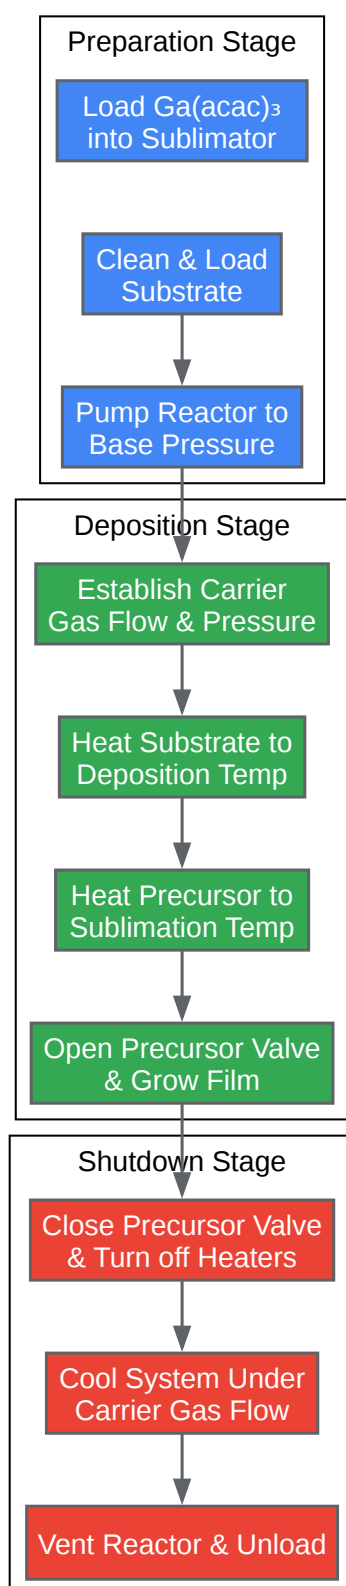 Preparation Stage
Load Ga(acac)₃
into Sublimator
Clean & Load
Substrate
Pump Reactor to
Base Pressure
Deposition Stage
Establish Carrier
Gas Flow & Pressure
Heat Substrate to
Deposition Temp
Heat Precursor to
Sublimation Temp
Open Precursor Valve
& Grow Film
Shutdown Stage
Close Precursor Valve
& Turn off Heaters
Cool System Under
Carrier Gas Flow
Vent Reactor & Unload